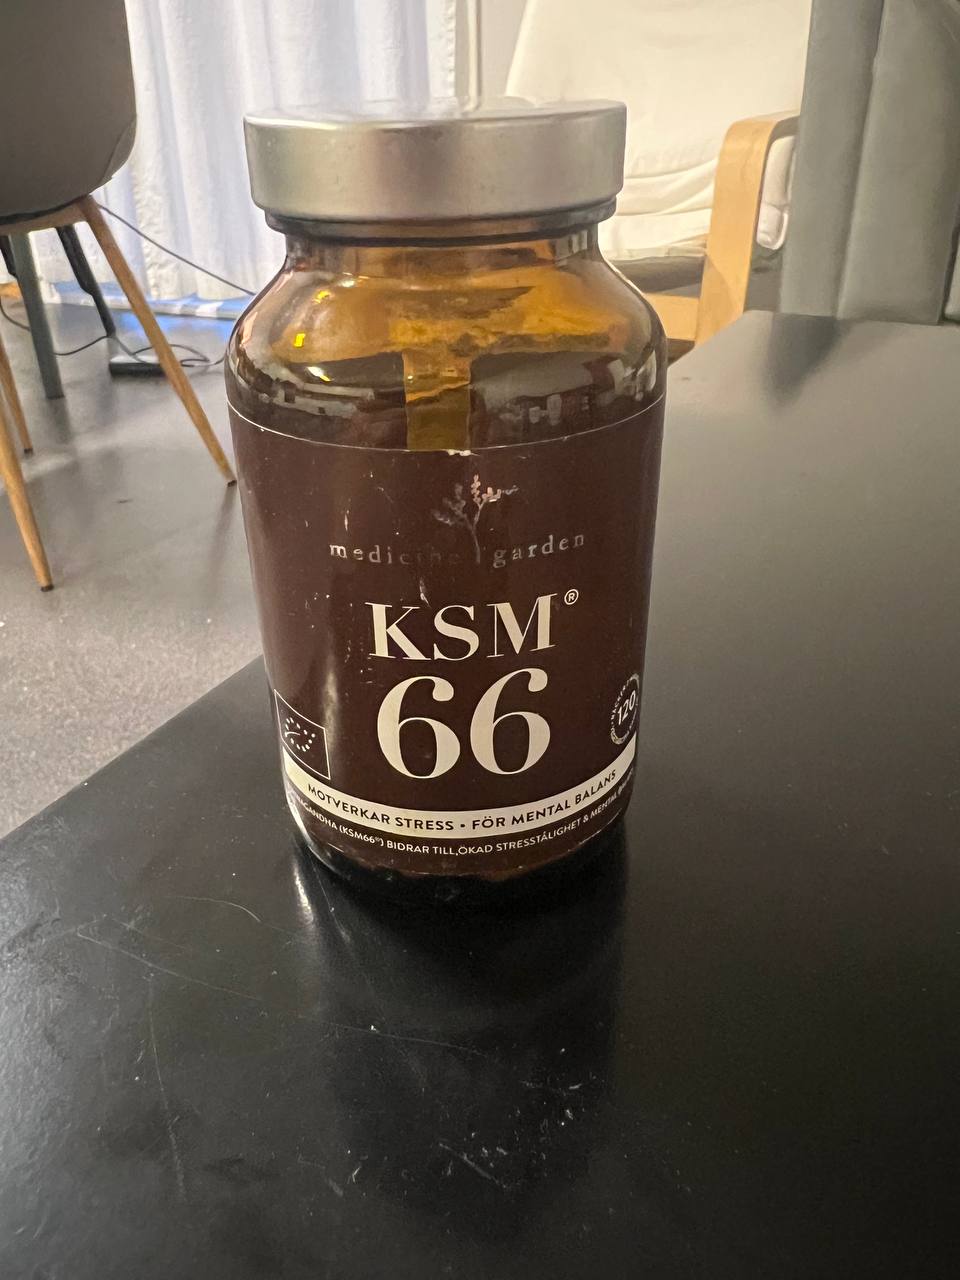 medicine garden
KSM®
66
120
MOTVERKAR STRESS • FÖR MENTAL BALANS
(KSM66®) BIDRAR TILL ÖKAD STRESSTÅLIGHET & MENTAL